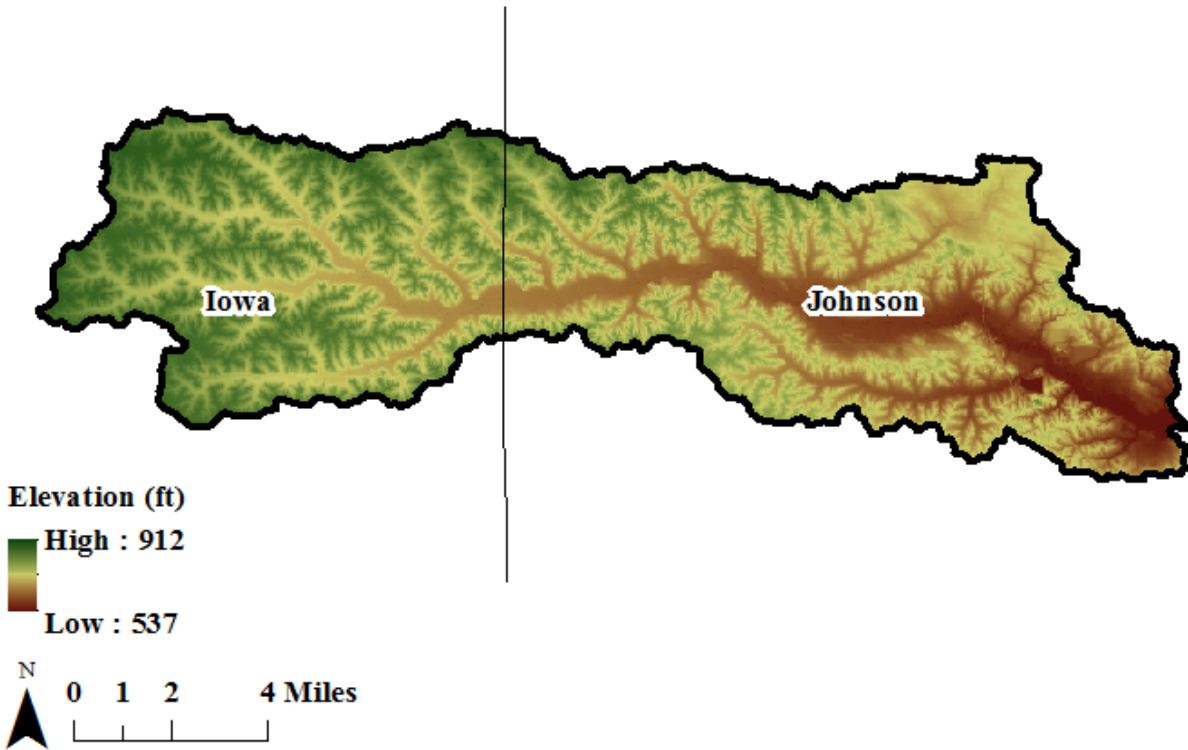 Iowa
Johnson
Elevation (ft)
High : 912
Low : 537
N
0 1 2 4 Miles